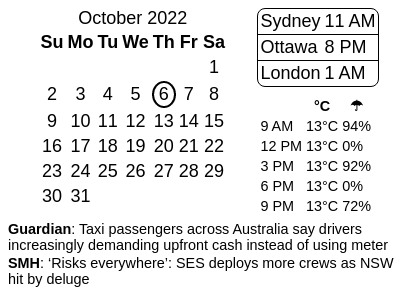 October 2022
Su Mo Tu We Th Fr Sa
1
2 3 4 5 6 7 8
9 10 11 12 13 14 15
16 17 18 19 20 21 22
23 24 25 26 27 28 29
30 31
Sydney 11 AM
Ottawa 8 PM
London 1 AM
°C ☂
9 AM 13°C 94%
12 PM 13°C 0%
3 PM 13°C 92%
6 PM 13°C 0%
9 PM 13°C 72%
Guardian: Taxi passengers across Australia say drivers
increasingly demanding upfront cash instead of using meter
SMH: ‘Risks everywhere’: SES deploys more crews as NSW
hit by deluge